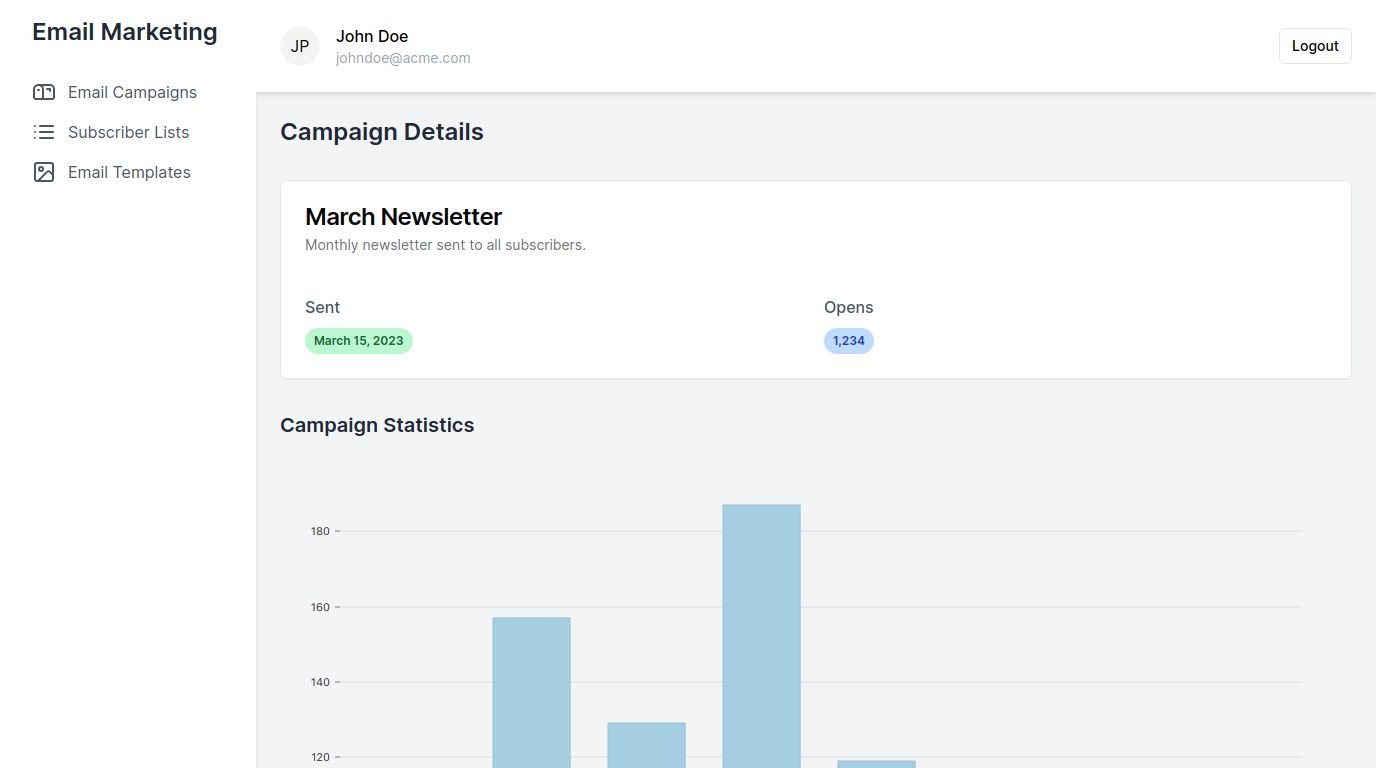 Email Marketing
Email Campaigns
Subscriber Lists
Email Templates
JP
John Doe
johndoe@acme.com
Logout
Campaign Details
March Newsletter
Monthly newsletter sent to all subscribers.
Sent
March 15, 2023
Opens
1,234
Campaign Statistics
180
160
140
120